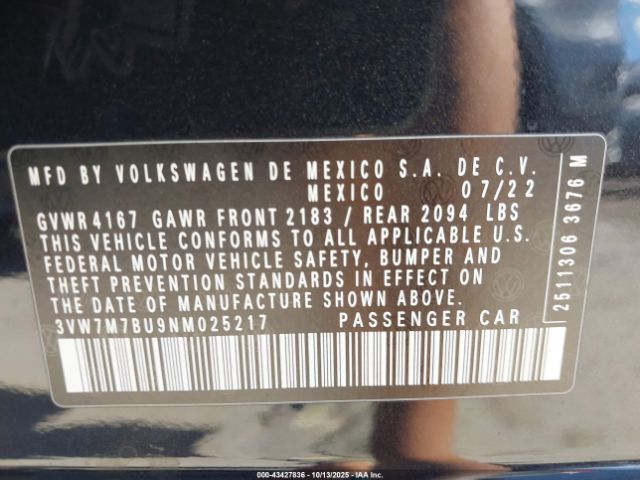 MFD BY VOLKSWAGEN DE MEXICO S.A. DE C.V.
MEXICO 07/22
GVWR4167 GAWR FRONT 2183 / REAR 2094 LBS
THIS VEHICLE CONFORMS TO ALL APPLICABLE U.S.
FEDERAL MOTOR VEHICLE SAFETY, BUMPER AND
THEFT PREVENTION STANDARDS IN EFFECT ON
THE DATE OF MANUFACTURE SHOWN ABOVE.
3VW7M7BU9NM025217 PASSENGER CAR
2511306 3676 M
000-43427836 - 10/13/2025 - IAAI.COM